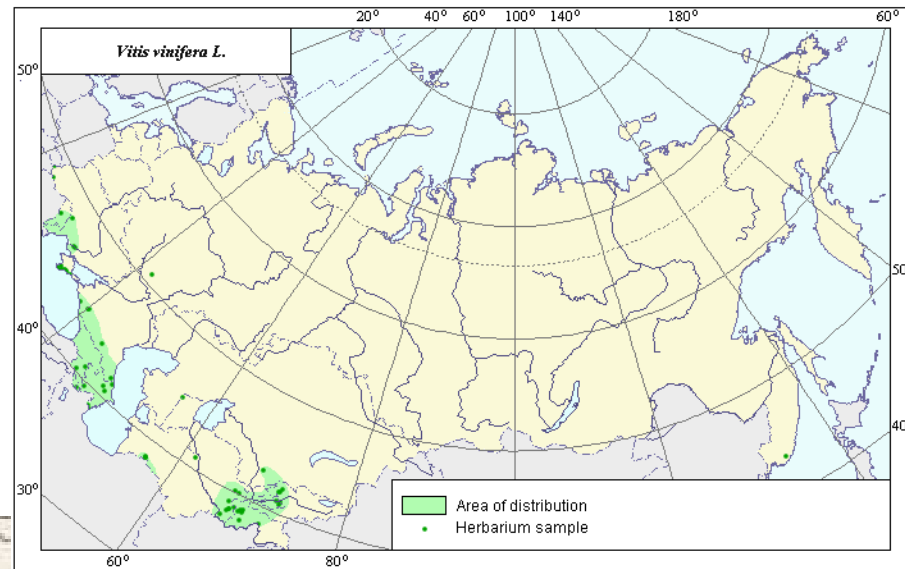 20° 40° 60° 100° 140° 180° 60°
Vitis vinifera L.
50°
40°
30°
50
40
Area of distribution
Herbarium sample
60° 80°